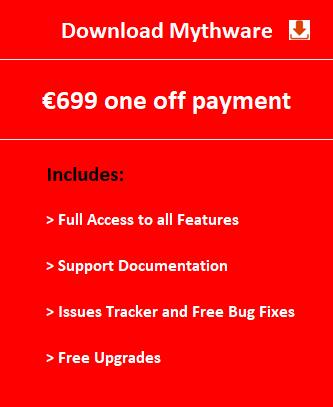 Download Mythware
€699 one off payment
Includes:
> Full Access to all Features
> Support Documentation
> Issues Tracker and Free Bug Fixes
> Free Upgrades